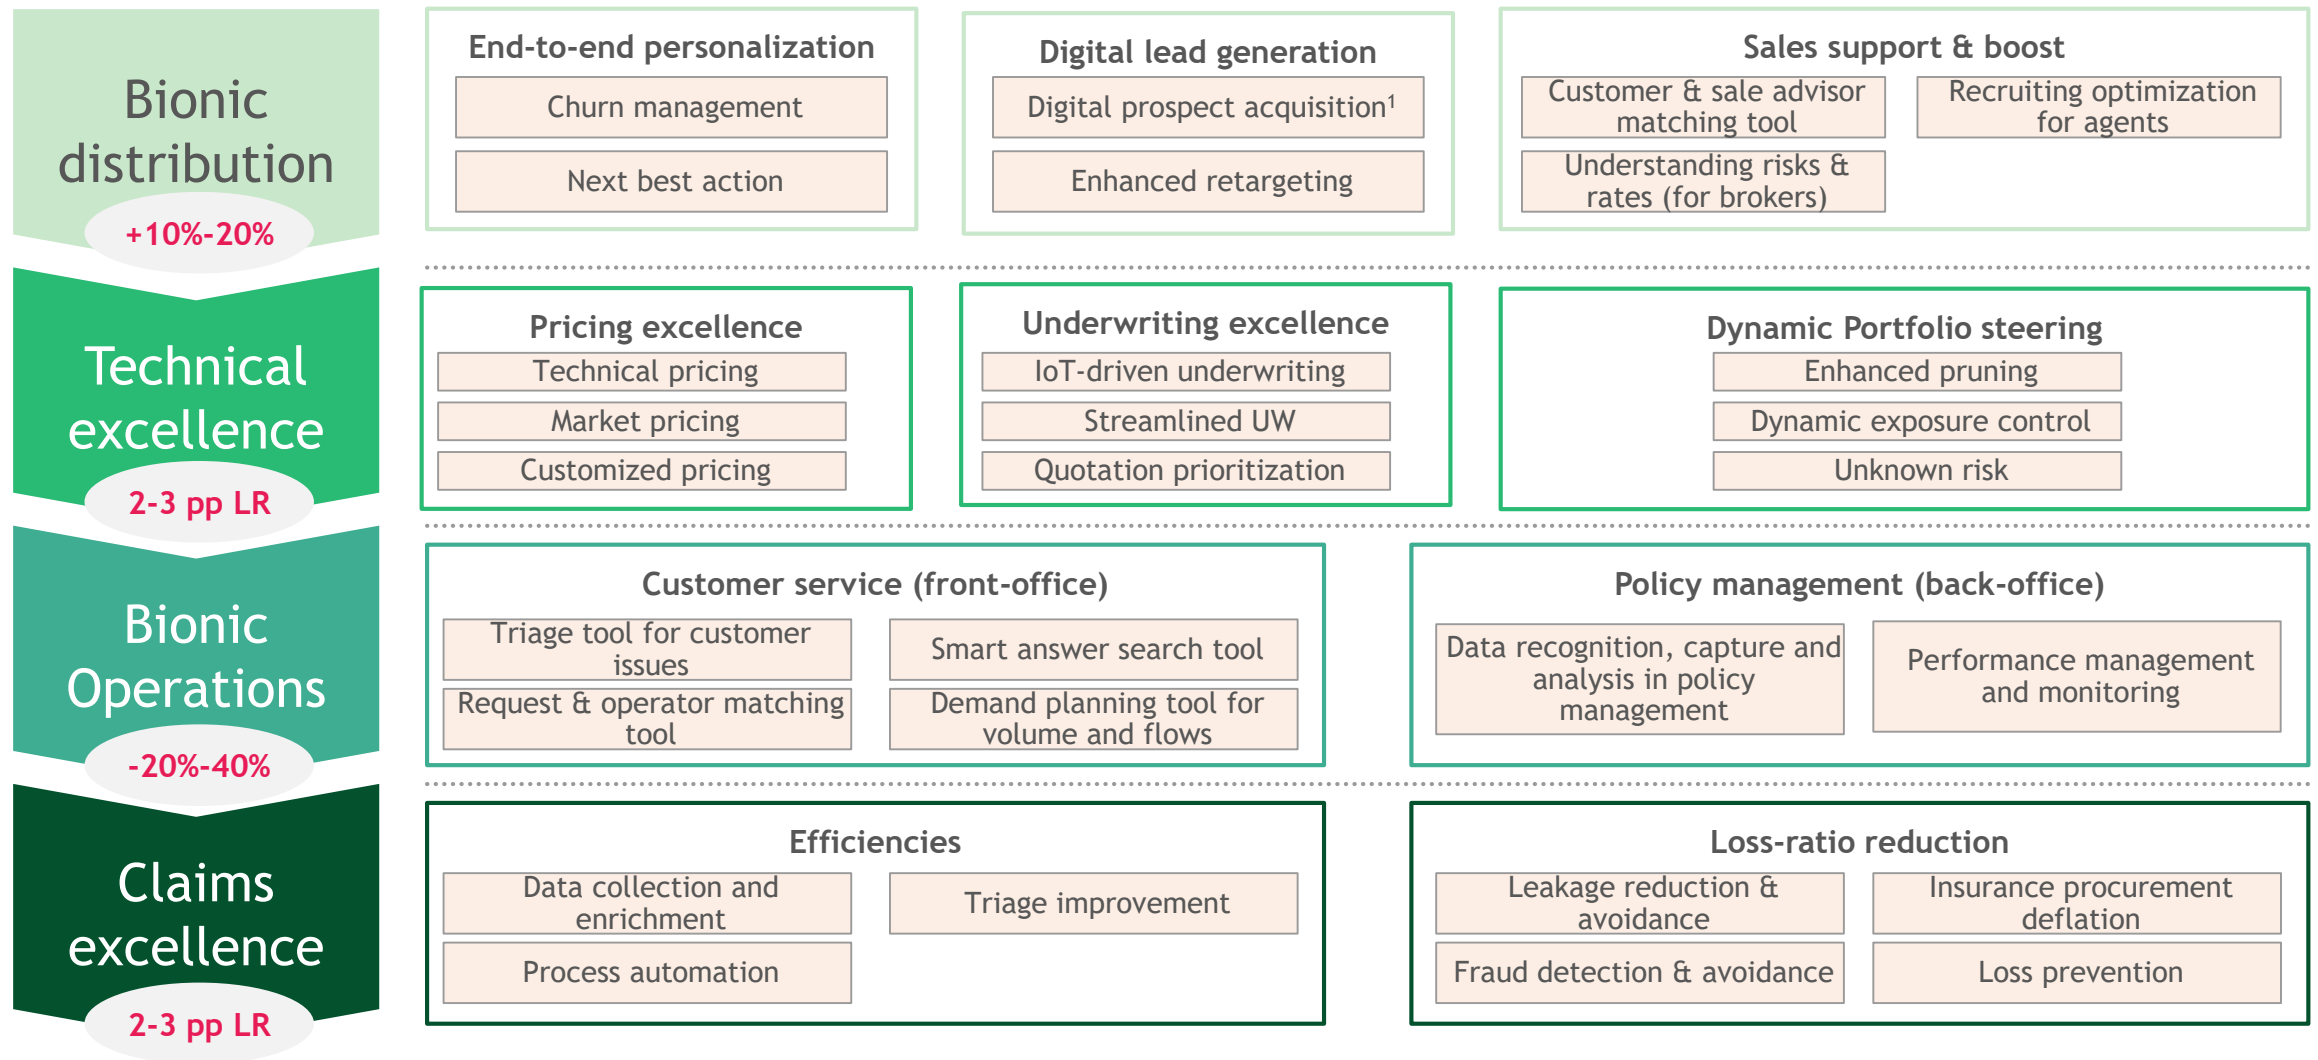 Bionic
distribution
+10%-20%
End-to-end personalization
Churn management
Next best action
Digital lead generation
Digital prospect acquisition¹
Enhanced retargeting
Sales support & boost
Customer & sale advisor
matching tool
Recruiting optimization
for agents
Understanding risks &
rates (for brokers)
Technical
excellence
2-3 pp LR
Pricing excellence
Technical pricing
Market pricing
Customized pricing
Underwriting excellence
IoT-driven underwriting
Streamlined UW
Quotation prioritization
Dynamic Portfolio steering
Enhanced pruning
Dynamic exposure control
Unknown risk
Bionic
Operations
-20%-40%
Customer service (front-office)
Triage tool for customer
issues
Smart answer search tool
Request & operator matching
tool
Demand planning tool for
volume and flows
Policy management (back-office)
Data recognition, capture and
analysis in policy
management
Performance management
and monitoring
Claims
excellence
2-3 pp LR
Efficiencies
Data collection and
enrichment
Triage improvement
Process automation
Loss-ratio reduction
Leakage reduction &
avoidance
Insurance procurement
deflation
Fraud detection & avoidance
Loss prevention